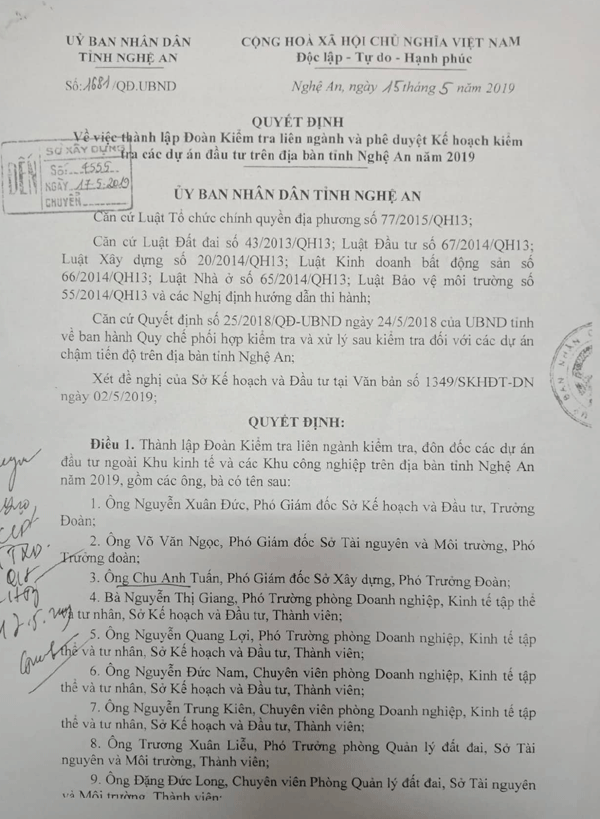 UỶ BAN NHÂN DÂN
TỈNH NGHỆ AN
CỘNG HOÀ XÃ HỘI CHỦ NGHĨA VIỆT NAM
Độc lập - Tự do - Hạnh phúc
Số: 1681 /QĐ.UBND
Nghệ An, ngày 15 tháng 5 năm 2019
QUYẾT ĐỊNH
Về việc thành lập Đoàn Kiểm tra liên ngành và phê duyệt Kế hoạch kiểm
tra các dự án đầu tư trên địa bàn tỉnh Nghệ An năm 2019
SỞ XÂY DỰNG
ĐẾN
Số:
NGÀY 17-5-2019
CHUYỂN
ỦY BAN NHÂN DÂN TỈNH NGHỆ AN
Căn cứ Luật Tổ chức chính quyền địa phương số 77/2015/QH13;
Căn cứ Luật Đất đai số 43/2013/QH13; Luật Đầu tư số 67/2014/QH13;
Luật Xây dựng số 20/2014/QH13; Luật Kinh doanh bất động sản số
66/2014/QH13; Luật Nhà ở số 65/2014/QH13; Luật Bảo vệ môi trường số
55/2014/QH13 và các Nghị định hướng dẫn thi hành;
Căn cứ Quyết định số 25/2018/QĐ-UBND ngày 24/5/2018 của UBND tỉnh
về ban hành Quy chế phối hợp kiểm tra và xử lý sau kiểm tra đối với các dự án
chậm tiến độ trên địa bàn tỉnh Nghệ An;
Xét đề nghị của Sở Kế hoạch và Đầu tư tại Văn bản số 1349/SKHĐT-DN
ngày 02/5/2019;
QUYẾT ĐỊNH:
Điều 1. Thành lập Đoàn Kiểm tra liên ngành kiểm tra, đôn đốc các dự án
đầu tư ngoài Khu kinh tế và các Khu công nghiệp trên địa bàn tỉnh Nghệ An
năm 2019, gồm các ông, bà có tên sau:
1. Ông Nguyễn Xuân Đức, Phó Giám đốc Sở Kế hoạch và Đầu tư, Trưởng
Đoàn;
2. Ông Võ Văn Ngọc, Phó Giám đốc Sở Tài nguyên và Môi trường, Phó
Trưởng đoàn;
3. Ông Chu Anh Tuấn, Phó Giám đốc Sở Xây dựng, Phó Trưởng Đoàn;
4. Bà Nguyễn Thị Giang, Phó Trưởng phòng Doanh nghiệp, Kinh tế tập thể
và tư nhân, Sở Kế hoạch và Đầu tư, Thành viên;
5. Ông Nguyễn Quang Lợi, Phó Trưởng phòng Doanh nghiệp, Kinh tế tập
thể và tư nhân, Sở Kế hoạch và Đầu tư, Thành viên;
6. Ông Nguyễn Đức Nam, Chuyên viên phòng Doanh nghiệp, Kinh tế tập
thể và tư nhân, Sở Kế hoạch và Đầu tư, Thành viên;
7. Ông Nguyễn Trung Kiên, Chuyên viên phòng Doanh nghiệp, Kinh tế tập
thể và tư nhân, Sở Kế hoạch và Đầu tư, Thành viên;
8. Ông Trương Xuân Liễu, Phó Trưởng phòng Quản lý đất đai, Sở Tài
nguyên và Môi trường, Thành viên;
9. Ông Đặng Đức Long, Chuyên viên Phòng Quản lý đất đai, Sở Tài nguyên
và Môi trường, Thành viên;